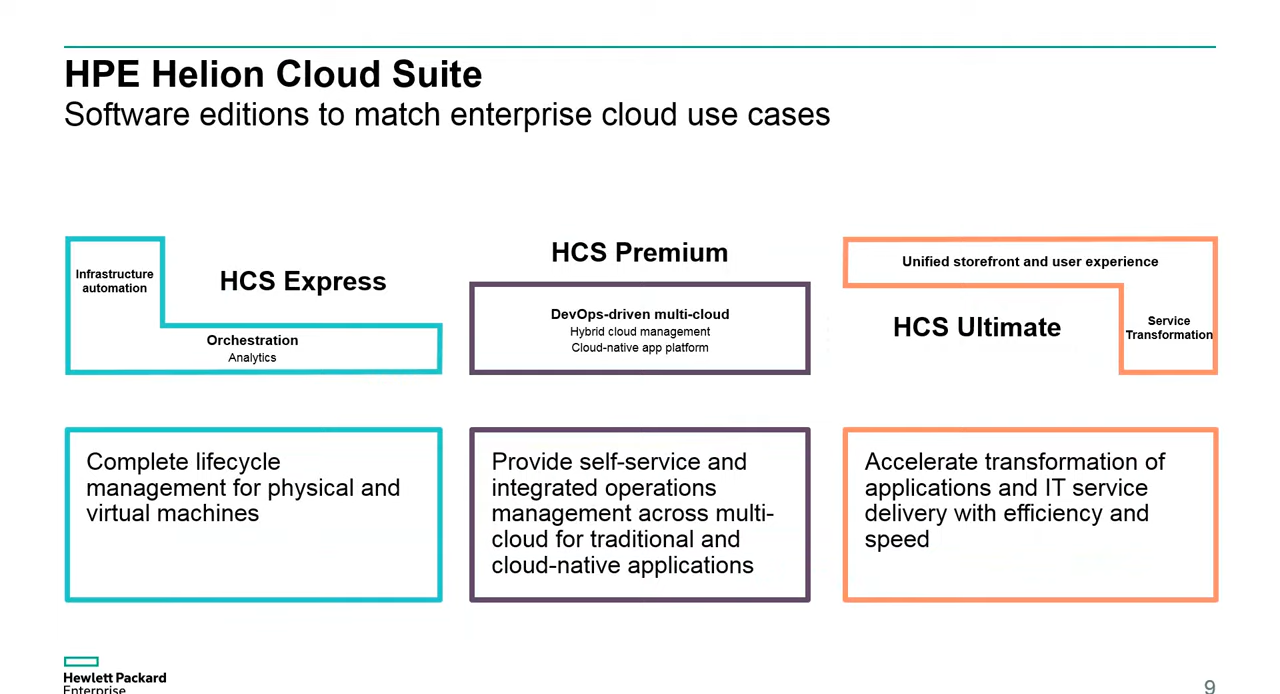 HPE Helion Cloud Suite
Software editions to match enterprise cloud use cases
Infrastructure
automation
HCS Express
Orchestration
Analytics
HCS Premium
DevOps-driven multi-cloud
Hybrid cloud management
Cloud-native app platform
Unified storefront and user experience
HCS Ultimate
Service
Transformation
Complete lifecycle
management for physical and
virtual machines
Provide self-service and
integrated operations
management across multi-
cloud for traditional and
cloud-native applications
Accelerate transformation of
applications and IT service
delivery with efficiency and
speed
Hewlett Packard
Enterprise
9